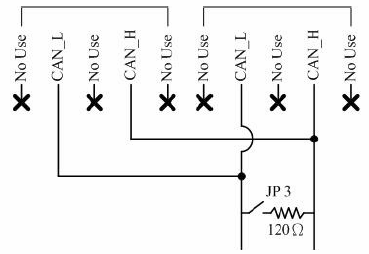 No Use
CAN_L
No Use
CAN_H
No Use
No Use
CAN_L
No Use
CAN_H
No Use
JP 3
120Ω